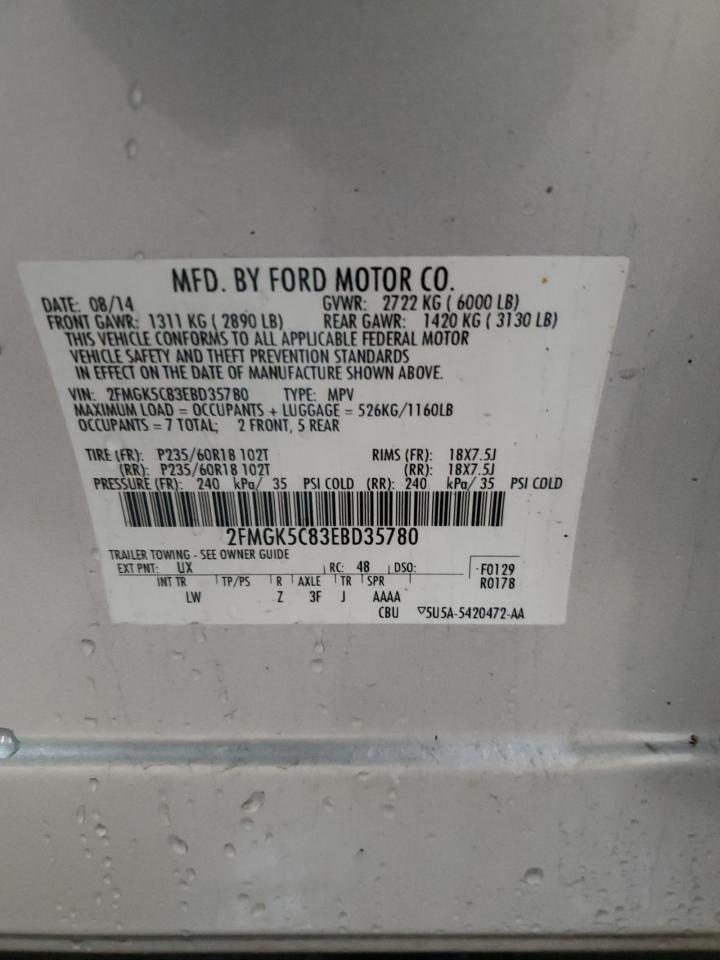 MFD. BY FORD MOTOR CO.
DATE: 08/14 GVWR: 2722 KG ( 6000 LB)
FRONT GAWR: 1311 KG ( 2890 LB) REAR GAWR: 1420 KG ( 3130 LB)
THIS VEHICLE CONFORMS TO ALL APPLICABLE FEDERAL MOTOR
VEHICLE SAFETY AND THEFT PREVENTION STANDARDS
IN EFFECT ON THE DATE OF MANUFACTURE SHOWN ABOVE.
VIN: 2FMGK5C83EBD35780 TYPE: MPV
MAXIMUM LOAD = OCCUPANTS + LUGGAGE = 526KG/1160LB
OCCUPANTS = 7 TOTAL; 2 FRONT, 5 REAR
TIRE (FR): P235/60R18 102T RIMS (FR): 18X7.5J
(RR): P235/60R18 102T (RR): 18X7.5J
PRESSURE (FR): 240 kPa/ 35 PSI COLD (RR): 240 kPa/ 35 PSI COLD
2FMGK5C83EBD35780
TRAILER TOWING - SEE OWNER GUIDE
EXT PNT: UX RC: 48 DSO: F0129
INT TR TP/PS R AXLE TR SPR R0178
LW Z 3F J AAAA
CBU ▽5U5A-5420472-AA